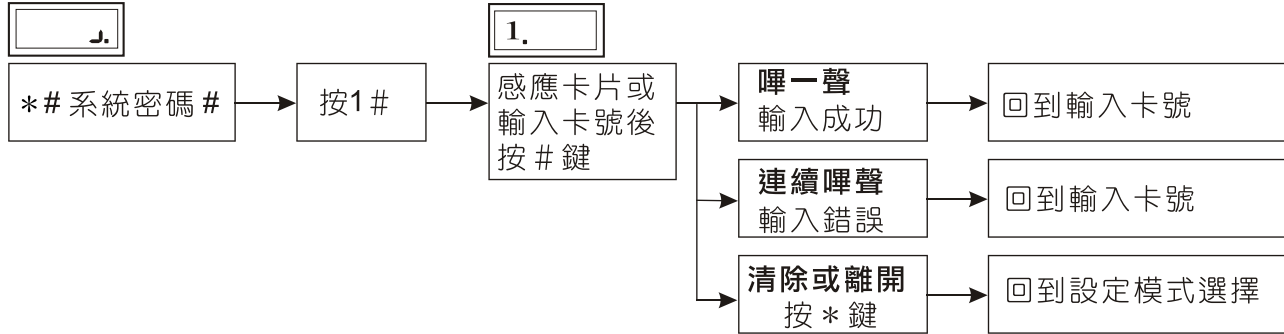 1.
＊#系統密碼#
按1#
感應卡片或
輸入卡號後
按#鍵
嗶一聲
輸入成功
回到輸入卡號
連續嗶聲
輸入錯誤
回到輸入卡號
清除或離開
按＊鍵
回到設定模式選擇